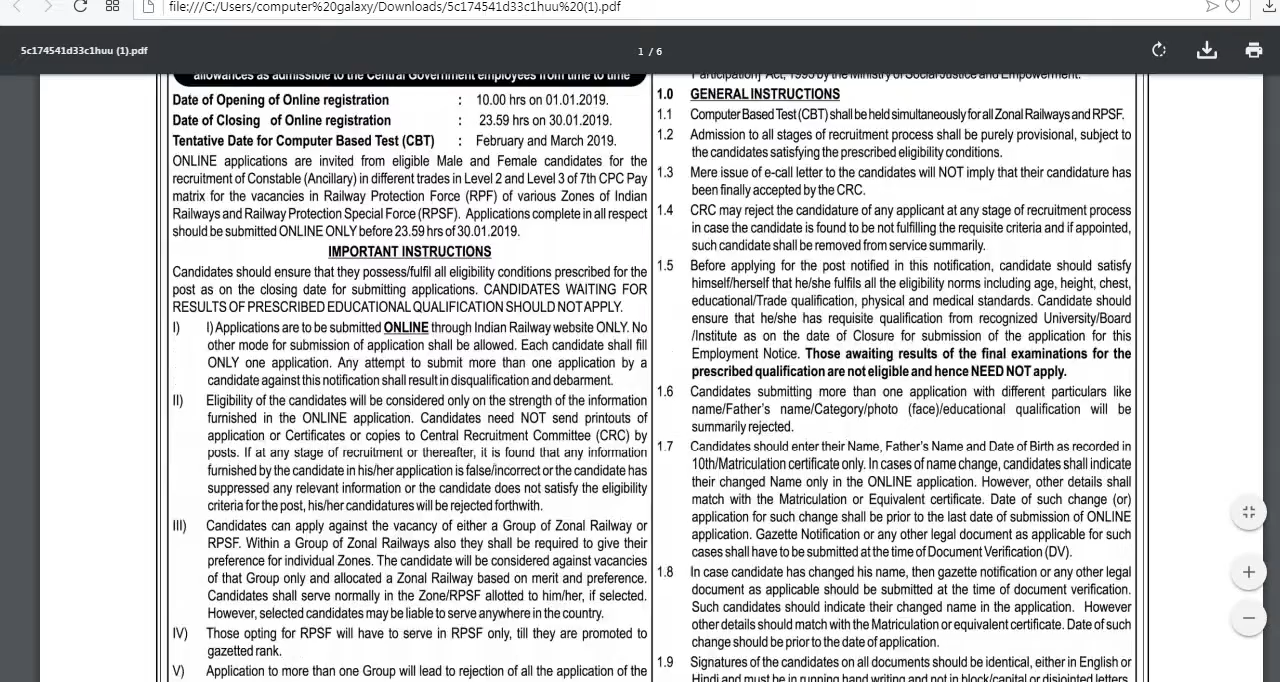 file:///C:/Users/computer%20galaxy/Downloads/5c174541d33c1huu%20(1).pdf
5c174541d33c1huu (1).pdf
1 / 6
allowances as admissible to the Central Government employees from time to time
Date of Opening of Online registration : 10.00 hrs on 01.01.2019.
Date of Closing of Online registration : 23.59 hrs on 30.01.2019.
Tentative Date for Computer Based Test (CBT) : February and March 2019.
ONLINE applications are invited from eligible Male and Female candidates for the
recruitment of Constable (Ancillary) in different trades in Level 2 and Level 3 of 7th CPC Pay
matrix for the vacancies in Railway Protection Force (RPF) of various Zones of Indian
Railways and Railway Protection Special Force (RPSF). Applications complete in all respect
should be submitted ONLINE ONLY before 23.59 hrs of 30.01.2019.
IMPORTANT INSTRUCTIONS
Candidates should ensure that they possess/fulfil all eligibility conditions prescribed for the
post as on the closing date for submitting applications. CANDIDATES WAITING FOR
RESULTS OF PRESCRIBED EDUCATIONAL QUALIFICATION SHOULD NOT APPLY.
I) I) Applications are to be submitted ONLINE through Indian Railway website ONLY. No
other mode for submission of application shall be allowed. Each candidate shall fill
ONLY one application. Any attempt to submit more than one application by a
candidate against this notification shall result in disqualification and debarment.
II) Eligibility of the candidates will be considered only on the strength of the information
furnished in the ONLINE application. Candidates need NOT send printouts of
application or Certificates or copies to Central Recruitment Committee (CRC) by
posts. If at any stage of recruitment or thereafter, it is found that any information
furnished by the candidate in his/her application is false/incorrect or the candidate has
suppressed any relevant information or the candidate does not satisfy the eligibility
criteria for the post, his/her candidatures will be rejected forthwith.
III) Candidates can apply against the vacancy of either a Group of Zonal Railway or
RPSF. Within a Group of Zonal Railways also they shall be required to give their
preference for individual Zones. The candidate will be considered against vacancies
of that Group only and allocated a Zonal Railway based on merit and preference.
Candidates shall serve normally in the Zone/RPSF allotted to him/her, if selected.
However, selected candidates may be liable to serve anywhere in the country.
IV) Those opting for RPSF will have to serve in RPSF only, till they are promoted to
gazetted rank.
V) Application to more than one Group will lead to rejection of all the application of the
Participation] Act, 1995 by the Ministry of Social Justice and Empowerment.
1.0 GENERAL INSTRUCTIONS
1.1 Computer Based Test (CBT) shall be held simultaneously for all Zonal Railways and RPSF.
1.2 Admission to all stages of recruitment process shall be purely provisional, subject to
the candidates satisfying the prescribed eligibility conditions.
1.3 Mere issue of e-call letter to the candidates will NOT imply that their candidature has
been finally accepted by the CRC.
1.4 CRC may reject the candidature of any applicant at any stage of recruitment process
in case the candidate is found to be not fulfilling the requisite criteria and if appointed,
such candidate shall be removed from service summarily.
1.5 Before applying for the post notified in this notification, candidate should satisfy
himself/herself that he/she fulfils all the eligibility norms including age, height, chest,
educational/Trade qualification, physical and medical standards. Candidate should
ensure that he/she has requisite qualification from recognized University/Board
/Institute as on the date of Closure for submission of the application for this
Employment Notice. Those awaiting results of the final examinations for the
prescribed qualification are not eligible and hence NEED NOT apply.
1.6 Candidates submitting more than one application with different particulars like
name/Father's name/Category/photo (face)/educational qualification will be
summarily rejected.
1.7 Candidates should enter their Name, Father's Name and Date of Birth as recorded in
10th/Matriculation certificate only. In cases of name change, candidates shall indicate
their changed Name only in the ONLINE application. However, other details shall
match with the Matriculation or Equivalent certificate. Date of such change (or)
application for such change shall be prior to the last date of submission of ONLINE
application. Gazette Notification or any other legal document as applicable for such
cases shall have to be submitted at the time of Document Verification (DV).
1.8 In case candidate has changed his name, then gazette notification or any other legal
document as applicable should be submitted at the time of document verification.
Such candidates should indicate their changed name in the application. However
other details should match with the Matriculation or equivalent certificate. Date of such
change should be prior to the date of application.
1.9 Signatures of the candidates on all documents should be identical, either in English or
Hindi and must be in running hand writing and not in block/capital or disjointed letters.